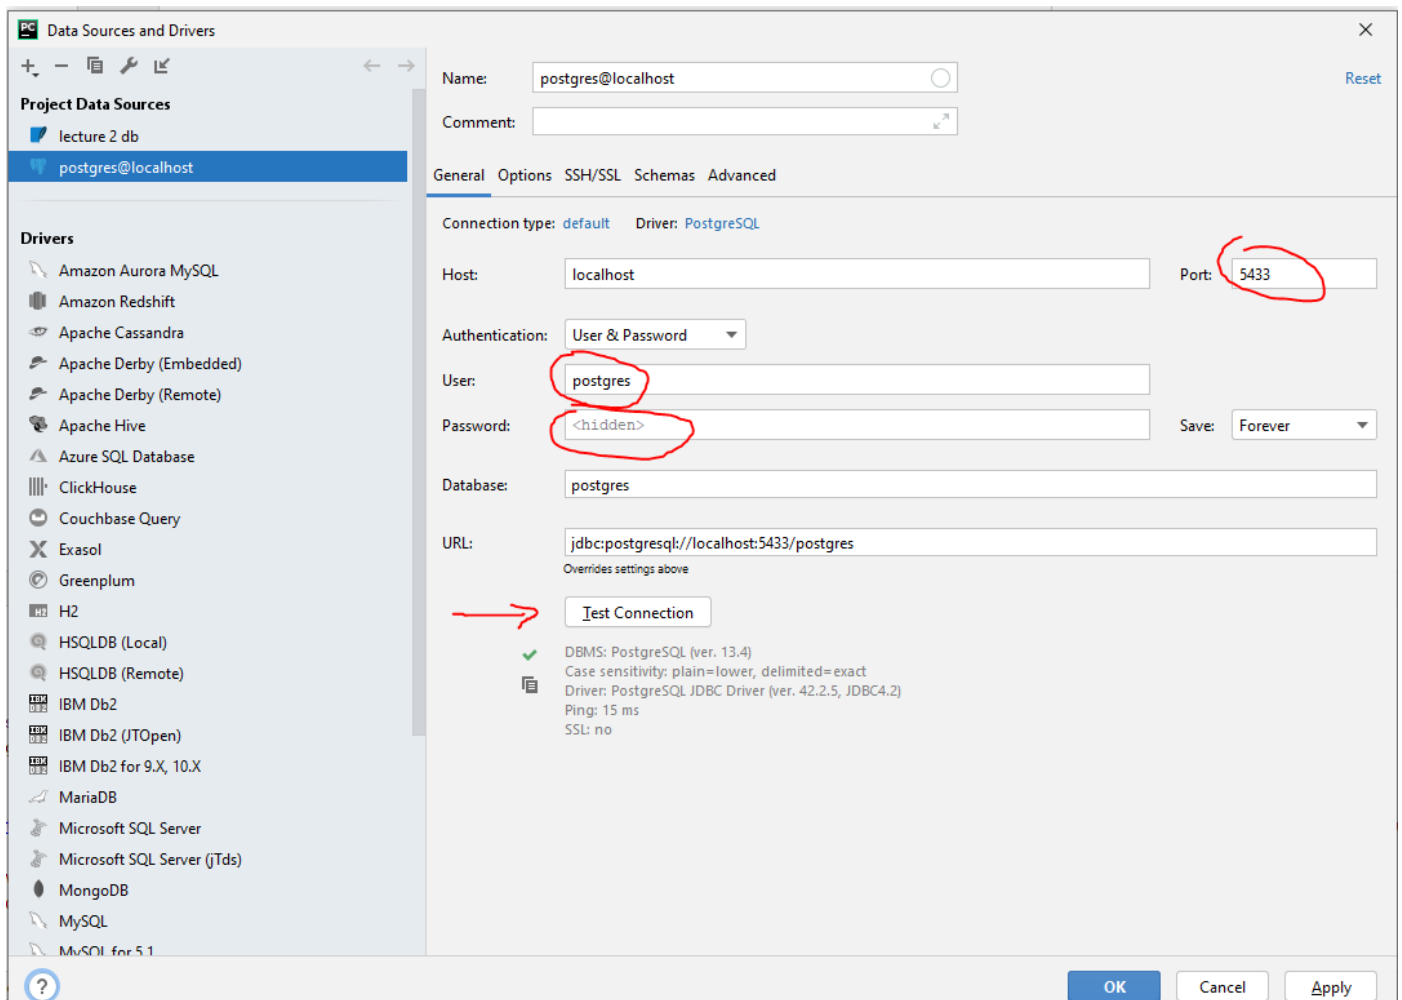 PC Data Sources and Drivers
Project Data Sources
lecture 2 db
postgres@localhost
Drivers
Amazon Aurora MySQL
Amazon Redshift
Apache Cassandra
Apache Derby (Embedded)
Apache Derby (Remote)
Apache Hive
Azure SQL Database
ClickHouse
Couchbase Query
Exasol
Greenplum
H2 H2
HSQLDB (Local)
HSQLDB (Remote)
IBM Db2
IBM Db2 (JTOpen)
IBM Db2 for 9.X, 10.X
MariaDB
Microsoft SQL Server
Microsoft SQL Server (jTds)
MongoDB
MySQL
MySQL for 5.1
?
Name: postgres@localhost Reset
Comment:
General Options SSH/SSL Schemas Advanced
Connection type: default Driver: PostgreSQL
Host: localhost Port: 5433
Authentication: User & Password
User: postgres
Password: <hidden> Save: Forever
Database: postgres
URL: jdbc:postgresql://localhost:5433/postgres
Overrides settings above
Test Connection
DBMS: PostgreSQL (ver. 13.4)
Case sensitivity: plain=lower, delimited=exact
Driver: PostgreSQL JDBC Driver (ver. 42.2.5, JDBC4.2)
Ping: 15 ms
SSL: no
OK Cancel Apply